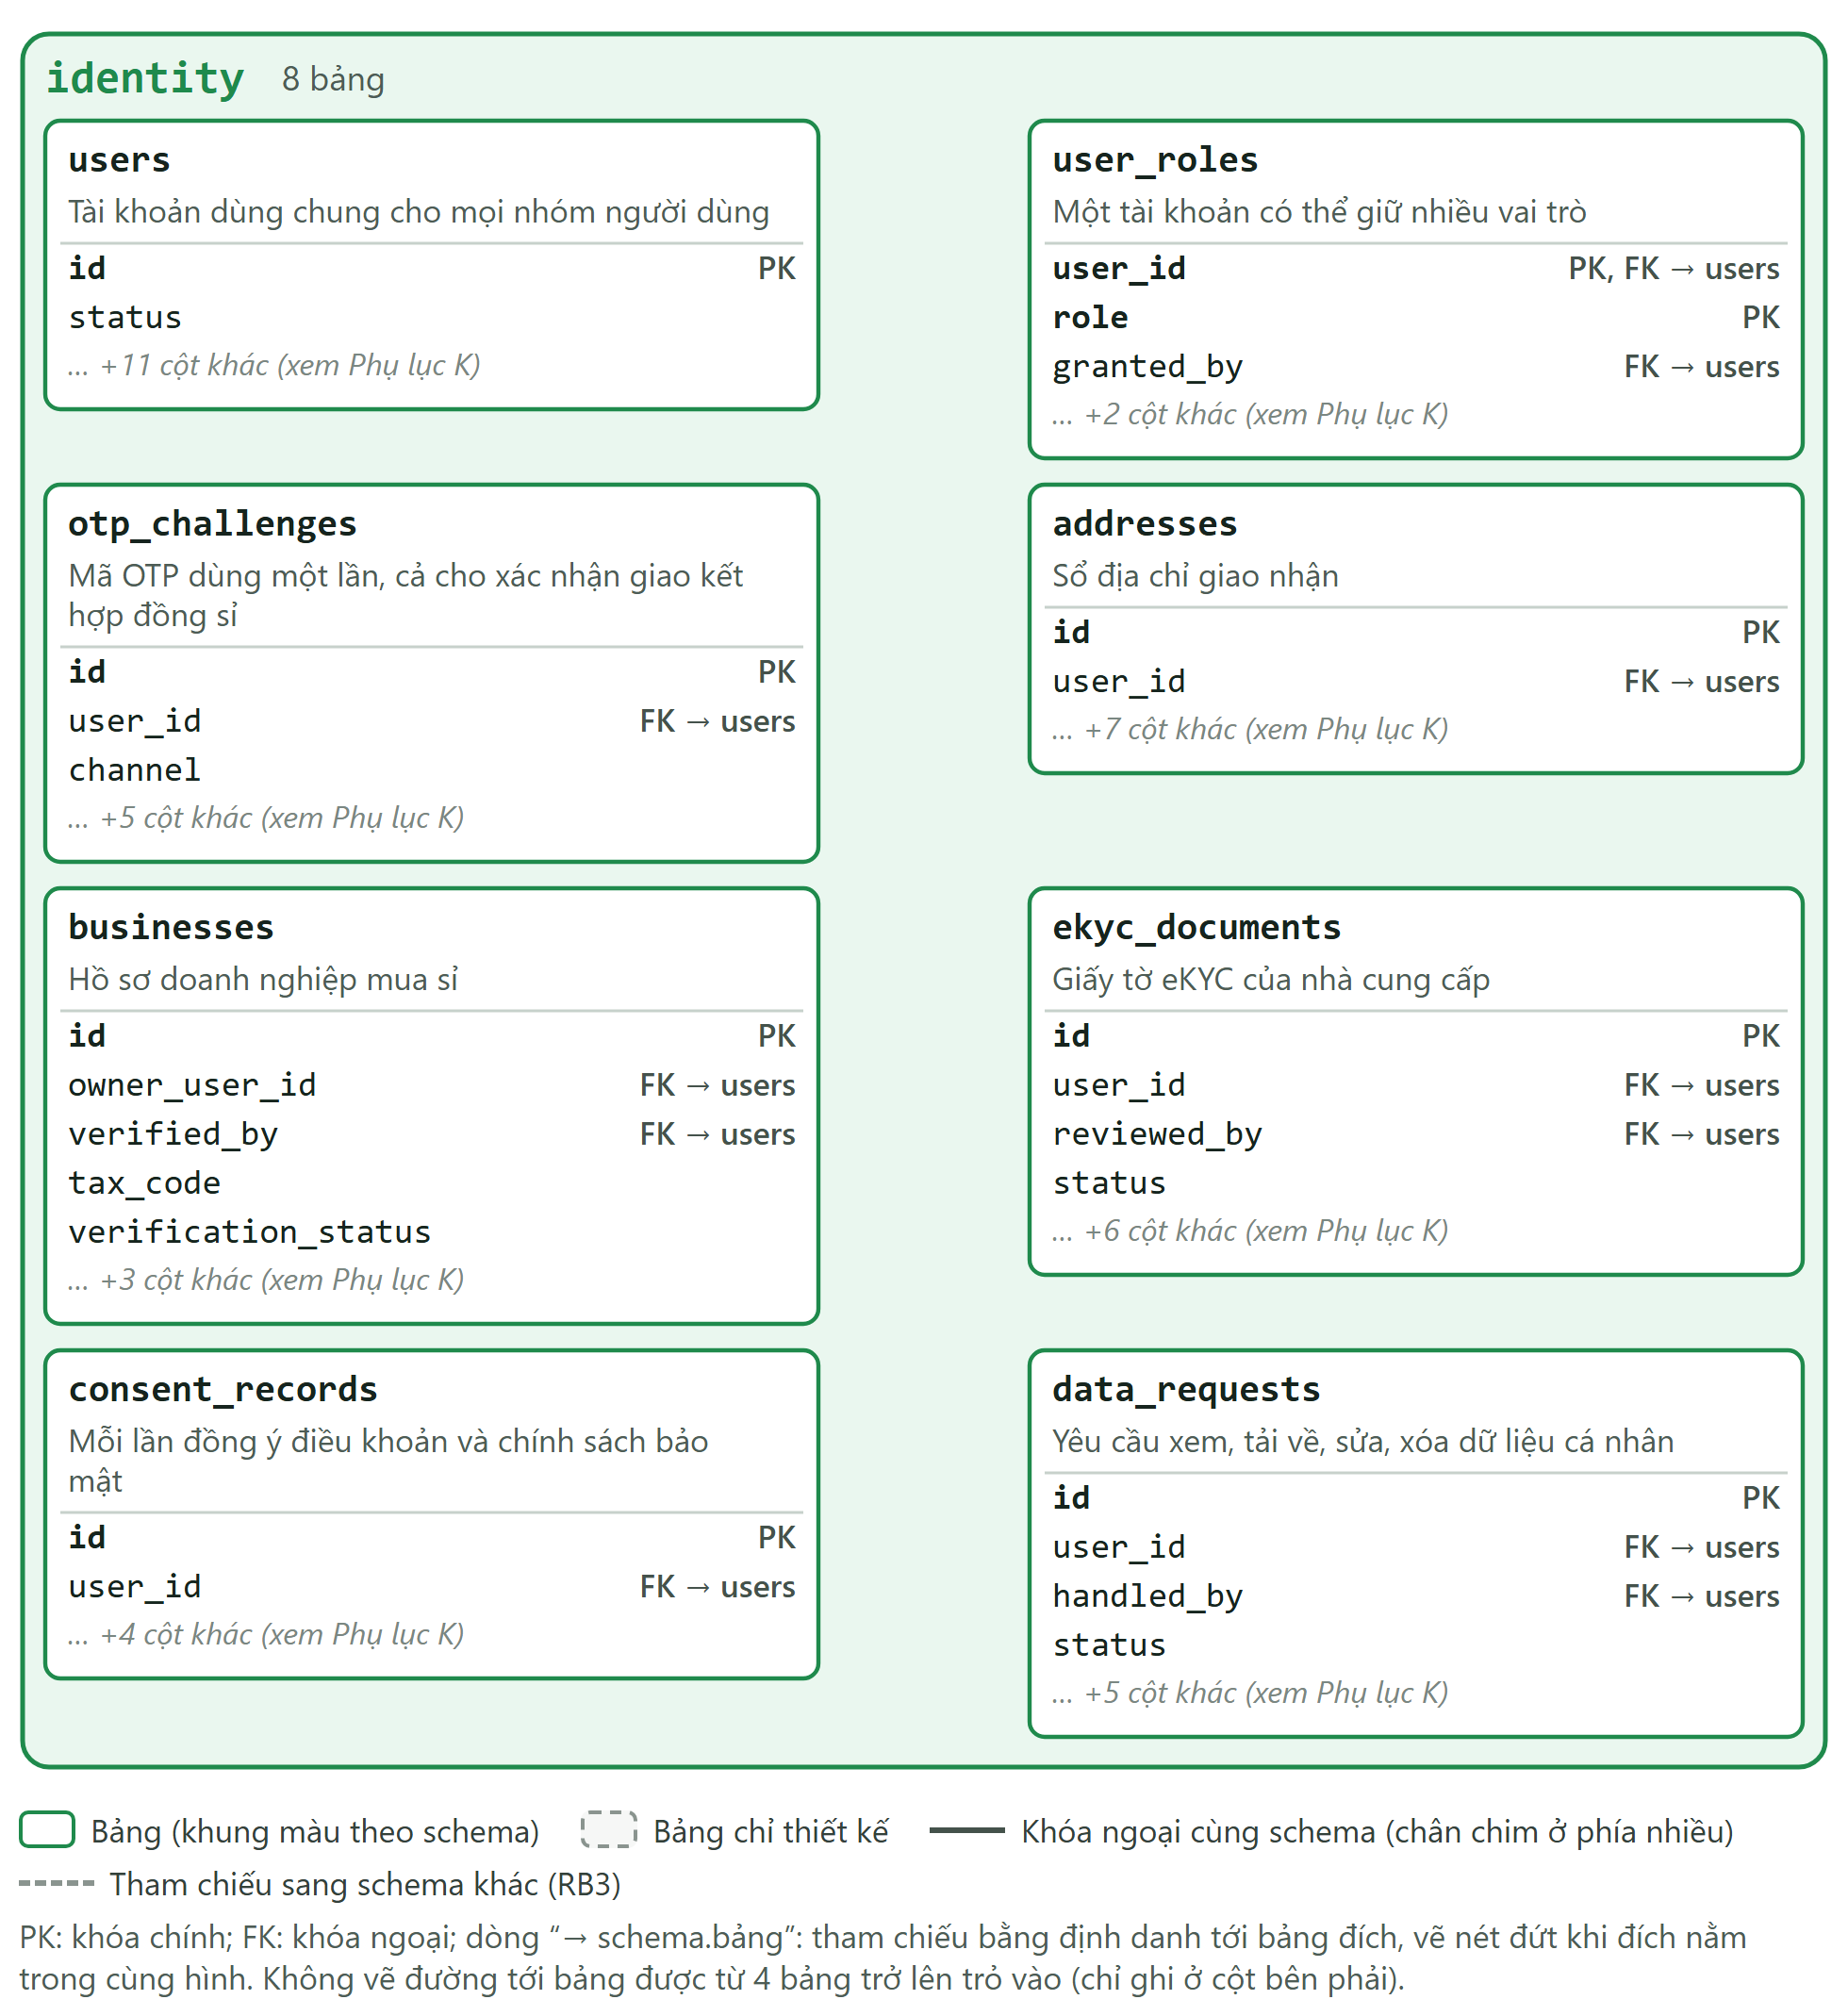 identity 8 bảng
users
Tài khoản dùng chung cho mọi nhóm người dùng
id PK
status
... +11 cột khác (xem Phụ lục K)
user_roles
Một tài khoản có thể giữ nhiều vai trò
user_id PK, FK → users
role PK
granted_by FK → users
... +2 cột khác (xem Phụ lục K)
otp_challenges
Mã OTP dùng một lần, cả cho xác nhận giao kết
hợp đồng sỉ
id PK
user_id FK → users
channel
... +5 cột khác (xem Phụ lục K)
addresses
Sổ địa chỉ giao nhận
id PK
user_id FK → users
... +7 cột khác (xem Phụ lục K)
businesses
Hồ sơ doanh nghiệp mua sỉ
id PK
owner_user_id FK → users
verified_by FK → users
tax_code
verification_status
... +3 cột khác (xem Phụ lục K)
ekyc_documents
Giấy tờ eKYC của nhà cung cấp
id PK
user_id FK → users
reviewed_by FK → users
status
... +6 cột khác (xem Phụ lục K)
consent_records
Mỗi lần đồng ý điều khoản và chính sách bảo
mật
id PK
user_id FK → users
... +4 cột khác (xem Phụ lục K)
data_requests
Yêu cầu xem, tải về, sửa, xóa dữ liệu cá nhân
id PK
user_id FK → users
handled_by FK → users
status
... +5 cột khác (xem Phụ lục K)
Bảng (khung màu theo schema) Bảng chỉ thiết kế Khóa ngoại cùng schema (chân chim ở phía nhiều)
Tham chiếu sang schema khác (RB3)
PK: khóa chính; FK: khóa ngoại; dòng “→ schema.bảng”: tham chiếu bằng định danh tới bảng đích, vẽ nét đứt khi đích nằm
trong cùng hình. Không vẽ đường tới bảng được từ 4 bảng trở lên trỏ vào (chỉ ghi ở cột bên phải).